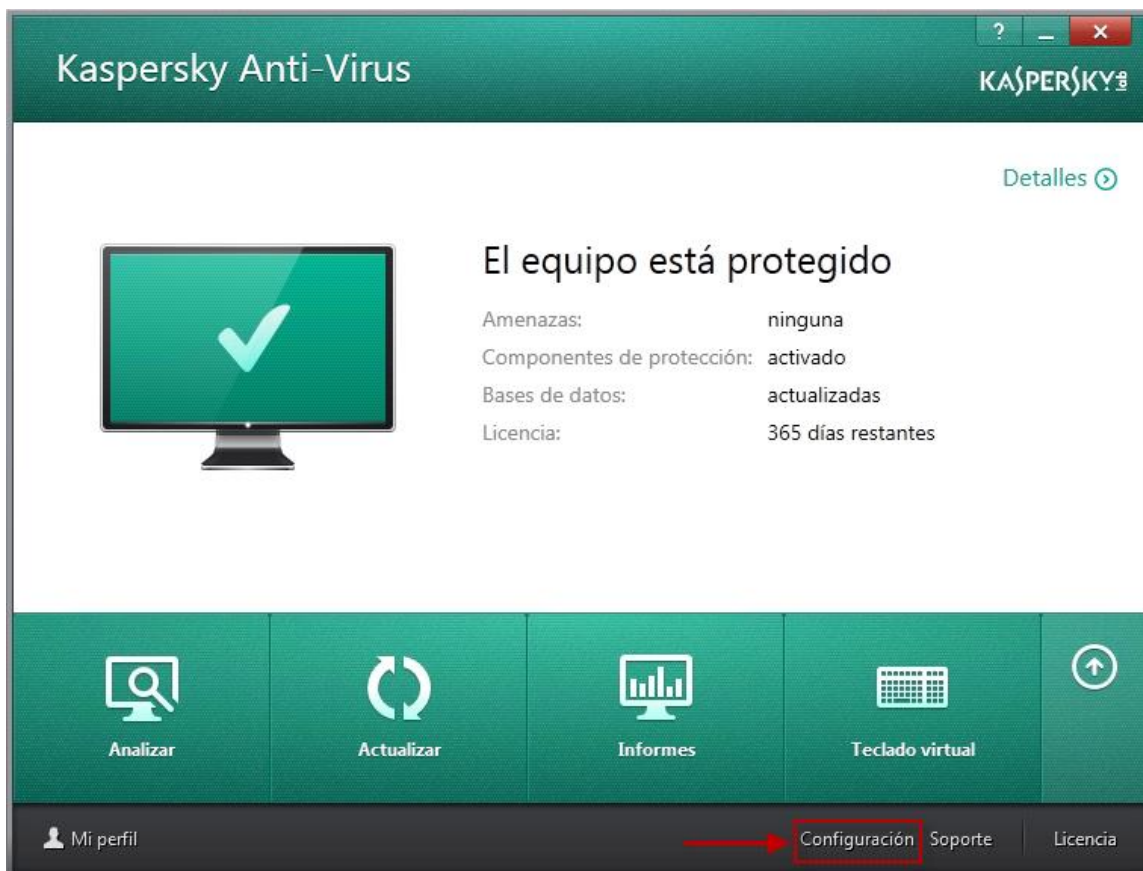 ?
Kaspersky Anti-Virus
KASPERSKY lab
Detalles
El equipo está protegido
Amenazas: ninguna
Componentes de protección: activado
Bases de datos: actualizadas
Licencia: 365 días restantes
Analizar
Actualizar
Informes
Teclado virtual
Mi perfil
Configuración
Soporte
Licencia